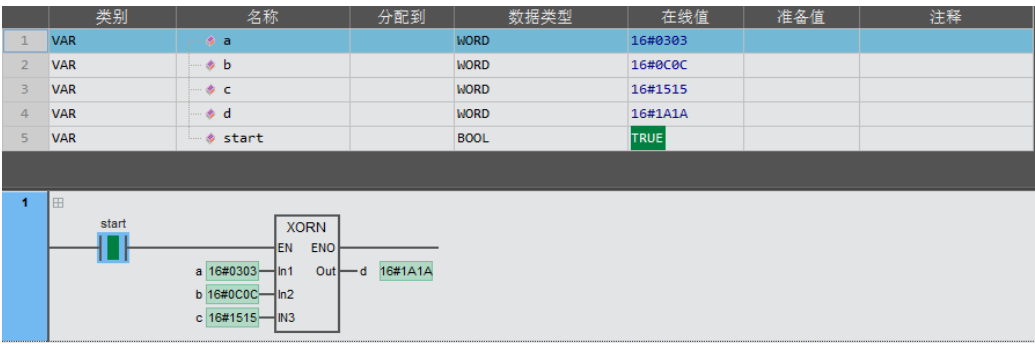 类别 名称 分配到 数据类型 在线值 准备值 注释
1 VAR a WORD 16#0303
2 VAR b WORD 16#0C0C
3 VAR c WORD 16#1515
4 VAR d WORD 16#1A1A
5 VAR start BOOL TRUE
1
start
XORN
EN ENO
a 16#0303 In1 Out d 16#1A1A
b 16#0C0C In2
c 16#1515 IN3